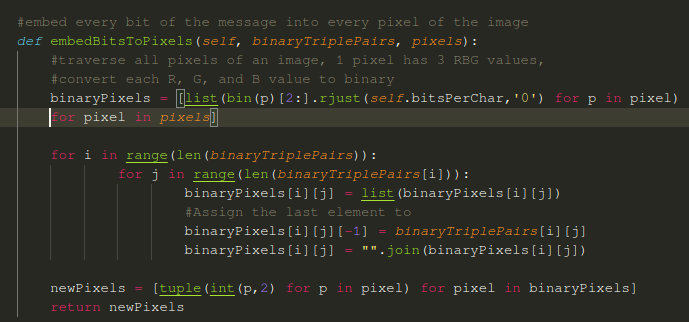 #embed every bit of the message into every pixel of the image
def embedBitsToPixels(self, binaryTriplePairs, pixels):
#traverse all pixels of an image, 1 pixel has 3 RBG values,
#convert each R, G, and B value to binary
binaryPixels = [list(bin(p)[2:].rjust(self.bitsPerChar,'0') for p in pixel)
for pixel in pixels]
for i in range(len(binaryTriplePairs)):
for j in range(len(binaryTriplePairs[i])):
binaryPixels[i][j] = list(binaryPixels[i][j])
#Assign the last element to
binaryPixels[i][j][-1] = binaryTriplePairs[i][j]
binaryPixels[i][j] = "".join(binaryPixels[i][j])
newPixels = [tuple(int(p,2) for p in pixel) for pixel in binaryPixels]
return newPixels